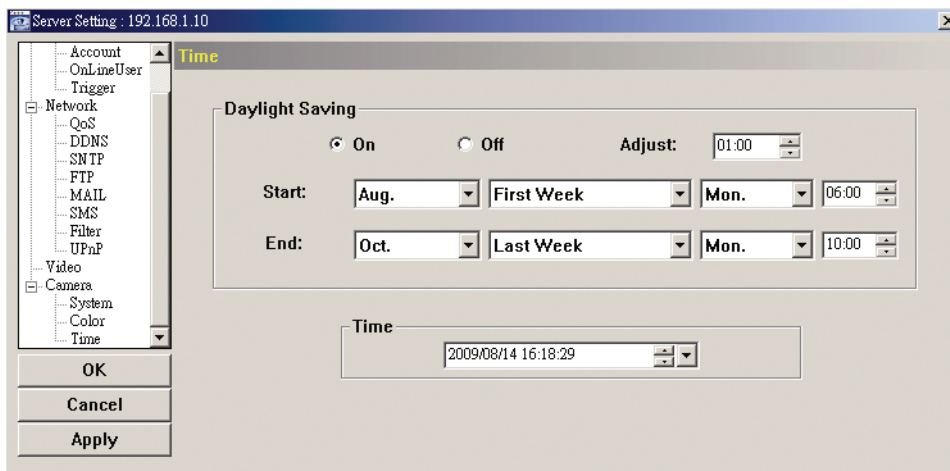 Server Setting : 192.168.1.10
Account
OnLineUser
Trigger
Network
QoS
DDNS
SNTP
FTP
MAIL
SMS
Filter
UPnP
Video
Camera
System
Color
Time
OK
Cancel
Apply
Time
Daylight Saving
On Off Adjust: 01:00
Start: Aug. First Week Mon. 06:00
End: Oct. Last Week Mon. 10:00
Time
2009/08/14 16:18:29